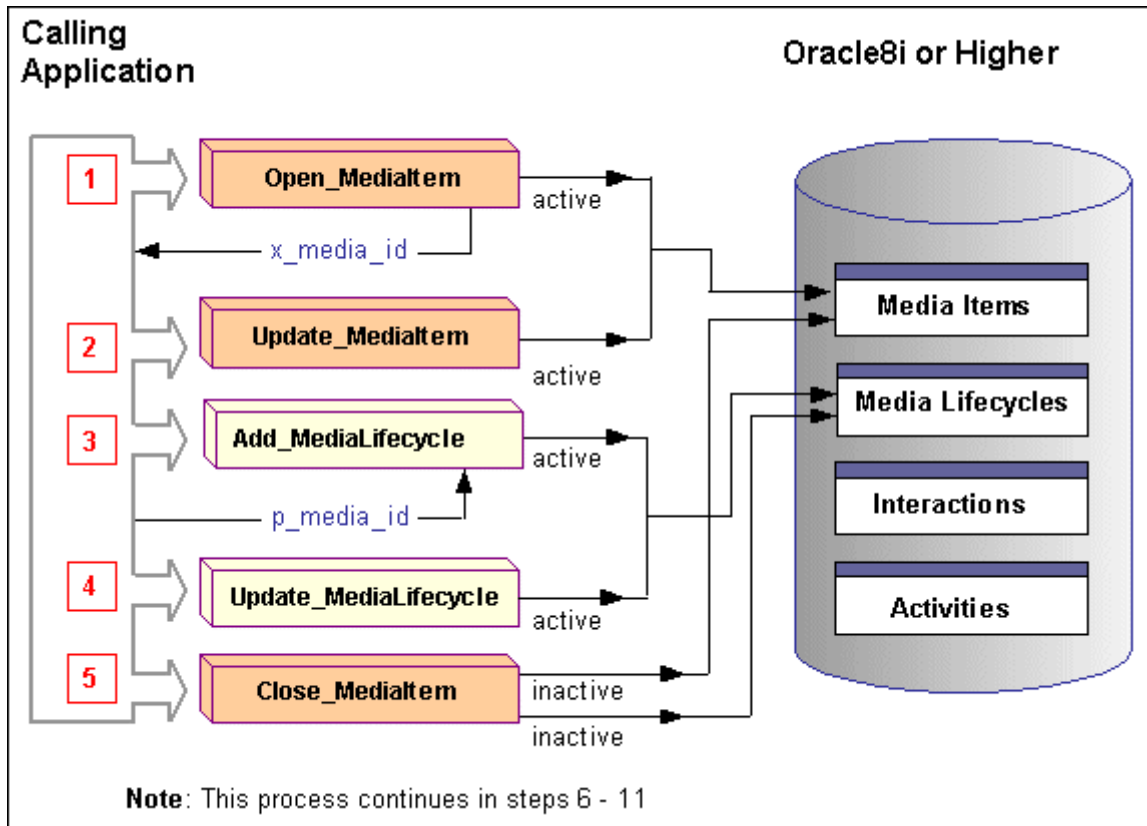 Calling
Application
Oracle8i or Higher
1
Open_MediaItem
active
x_media_id
Media Items
2
Update_MediaItem
active
Media Lifecycles
3
Add_MediaLifecycle
active
p_media_id
Interactions
4
Update_MediaLifecycle
active
Activities
5
Close_MediaItem
inactive
inactive
Note: This process continues in steps 6 - 11